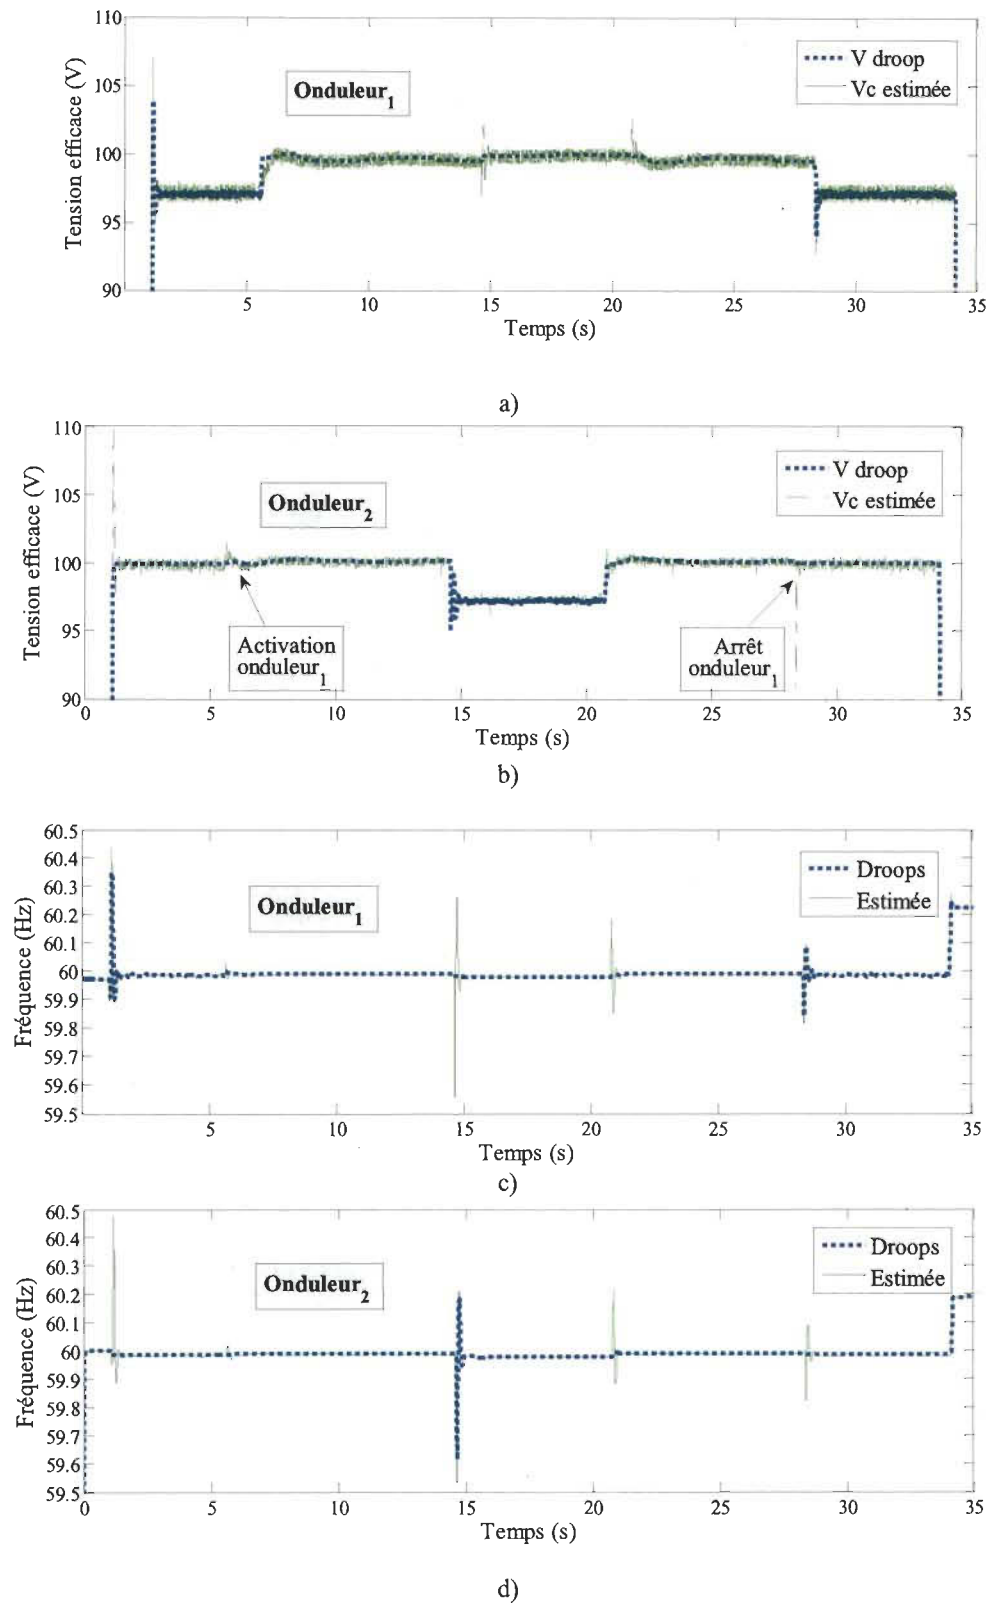 110
105
100
95
90
Tension efficace (V)
Onduleur1
V droop
Vc estimée
5
10
15
20
25
30
35
Temps (s)
a)
110
105
100
95
90
Tension efficace (V)
Onduleur2
V droop
Vc estimée
Activation
onduleur1
Arrêt
onduleur1
0
5
10
15
20
25
30
35
Temps (s)
b)
60.5
60.4
60.3
60.2
60.1
60
59.9
59.8
59.7
59.6
59.5
Fréquence (Hz)
Onduleur1
Droops
Estimée
5
10
15
20
25
30
35
Temps (s)
c)
60.5
60.4
60.3
60.2
60.1
60
59.9
59.8
59.7
59.6
59.5
Fréquence (Hz)
Onduleur2
Droops
Estimée
0
5
10
15
20
25
30
35
Temps (s)
d)